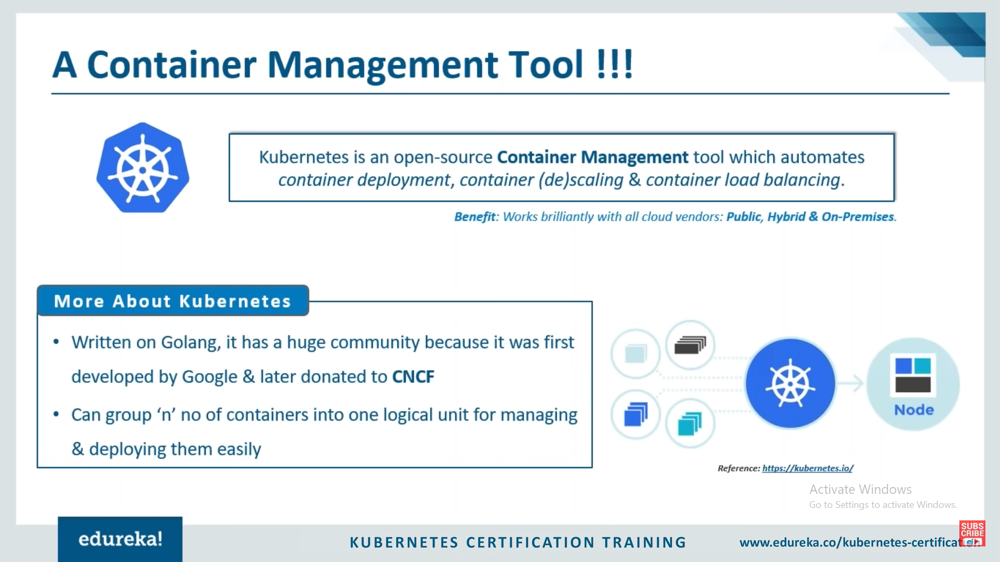 A Container Management Tool !!!
Kubernetes is an open-source Container Management tool which automates
container deployment, container (de)scaling & container load balancing.
Benefit: Works brilliantly with all cloud vendors: Public, Hybrid & On-Premises.
More About Kubernetes
• Written on Golang, it has a huge community because it was first
developed by Google & later donated to CNCF
• Can group ‘n’ no of containers into one logical unit for managing
& deploying them easily
Node
Reference: https://kubernetes.io/
Activate Windows
Go to Settings to activate Windows.
edureka!
KUBERNETES CERTIFICATION TRAINING
www.edureka.co/kubernetes-certification
SUBS
CRIBE
e!